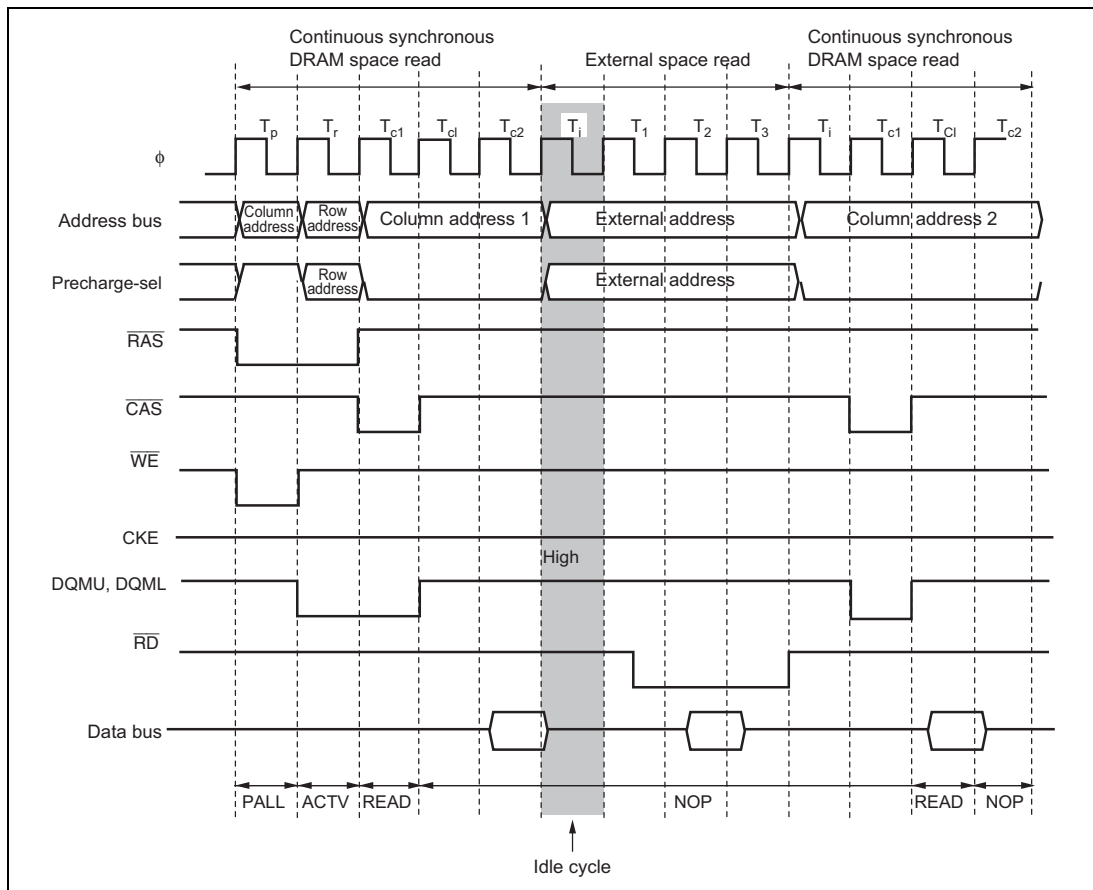 Continuous synchronous
DRAM space read
External space read
Continuous synchronous
DRAM space read
Tp Tr Tc1 Tcl Tc2 Ti T1 T2 T3 Ti Tc1 TCl Tc2
ϕ
Address bus
Column
address
Row
address
Column address 1
External address
Column address 2
Precharge-sel
Row
address
External address
RAS
CAS
WE
CKE
High
DQMU, DQML
RD
Data bus
PALL ACTV READ NOP READ NOP
Idle cycle